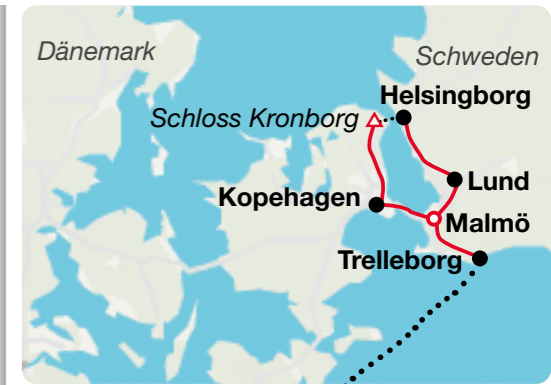 Dänemark
Schweden
Helsingborg
Schloss Kronborg
Lund
Kopehagen
Malmö
Trelleborg